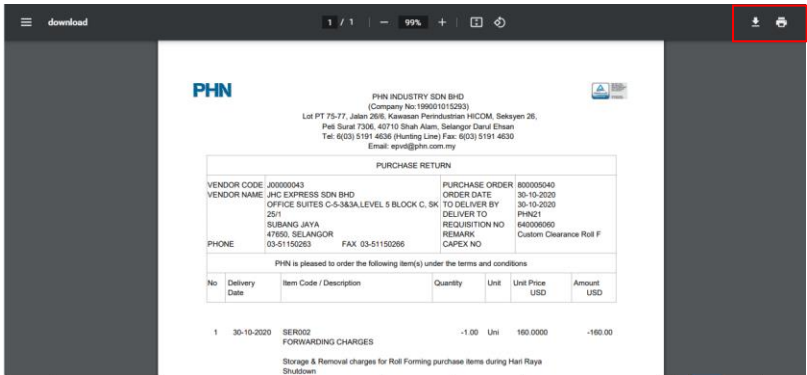 download
1 / 1 — 99% +
PHN
PHN INDUSTRY SDN BHD
(Company No:199001015293)
Lot PT 75-77, Jalan 26/6, Kawasan Perindustrian HICOM, Seksyen 26,
Peti Surat 7306, 40710 Shah Alam, Selangor Darul Ehsan
Tel: 6(03) 5191 4636 (Hunting Line) Fax: 6(03) 5191 4630
Email: epvd@phn.com.my
PURCHASE RETURN
VENDOR CODE J00000043 PURCHASE ORDER 800005040
VENDOR NAME JHC EXPRESS SDN BHD ORDER DATE 30-10-2020
OFFICE SUITES C-5-3&3A,LEVEL 5 BLOCK C, SK TO DELIVER BY 30-10-2020
25/1 DELIVER TO PHN21
SUBANG JAYA REQUISITION NO 640006060
47650, SELANGOR REMARK Custom Clearance Roll F
PHONE 03-51150263 FAX 03-51150266 CAPEX NO
PHN is pleased to order the following item(s) under the terms and conditions
No Delivery Item Code / Description Quantity Unit Unit Price Amount
Date USD USD
1 30-10-2020 SER002 -1.00 Uni 160.0000 -160.00
FORWARDING CHARGES
Storage & Removal charges for Roll Forming purchase items during Hari Raya
Shutdown